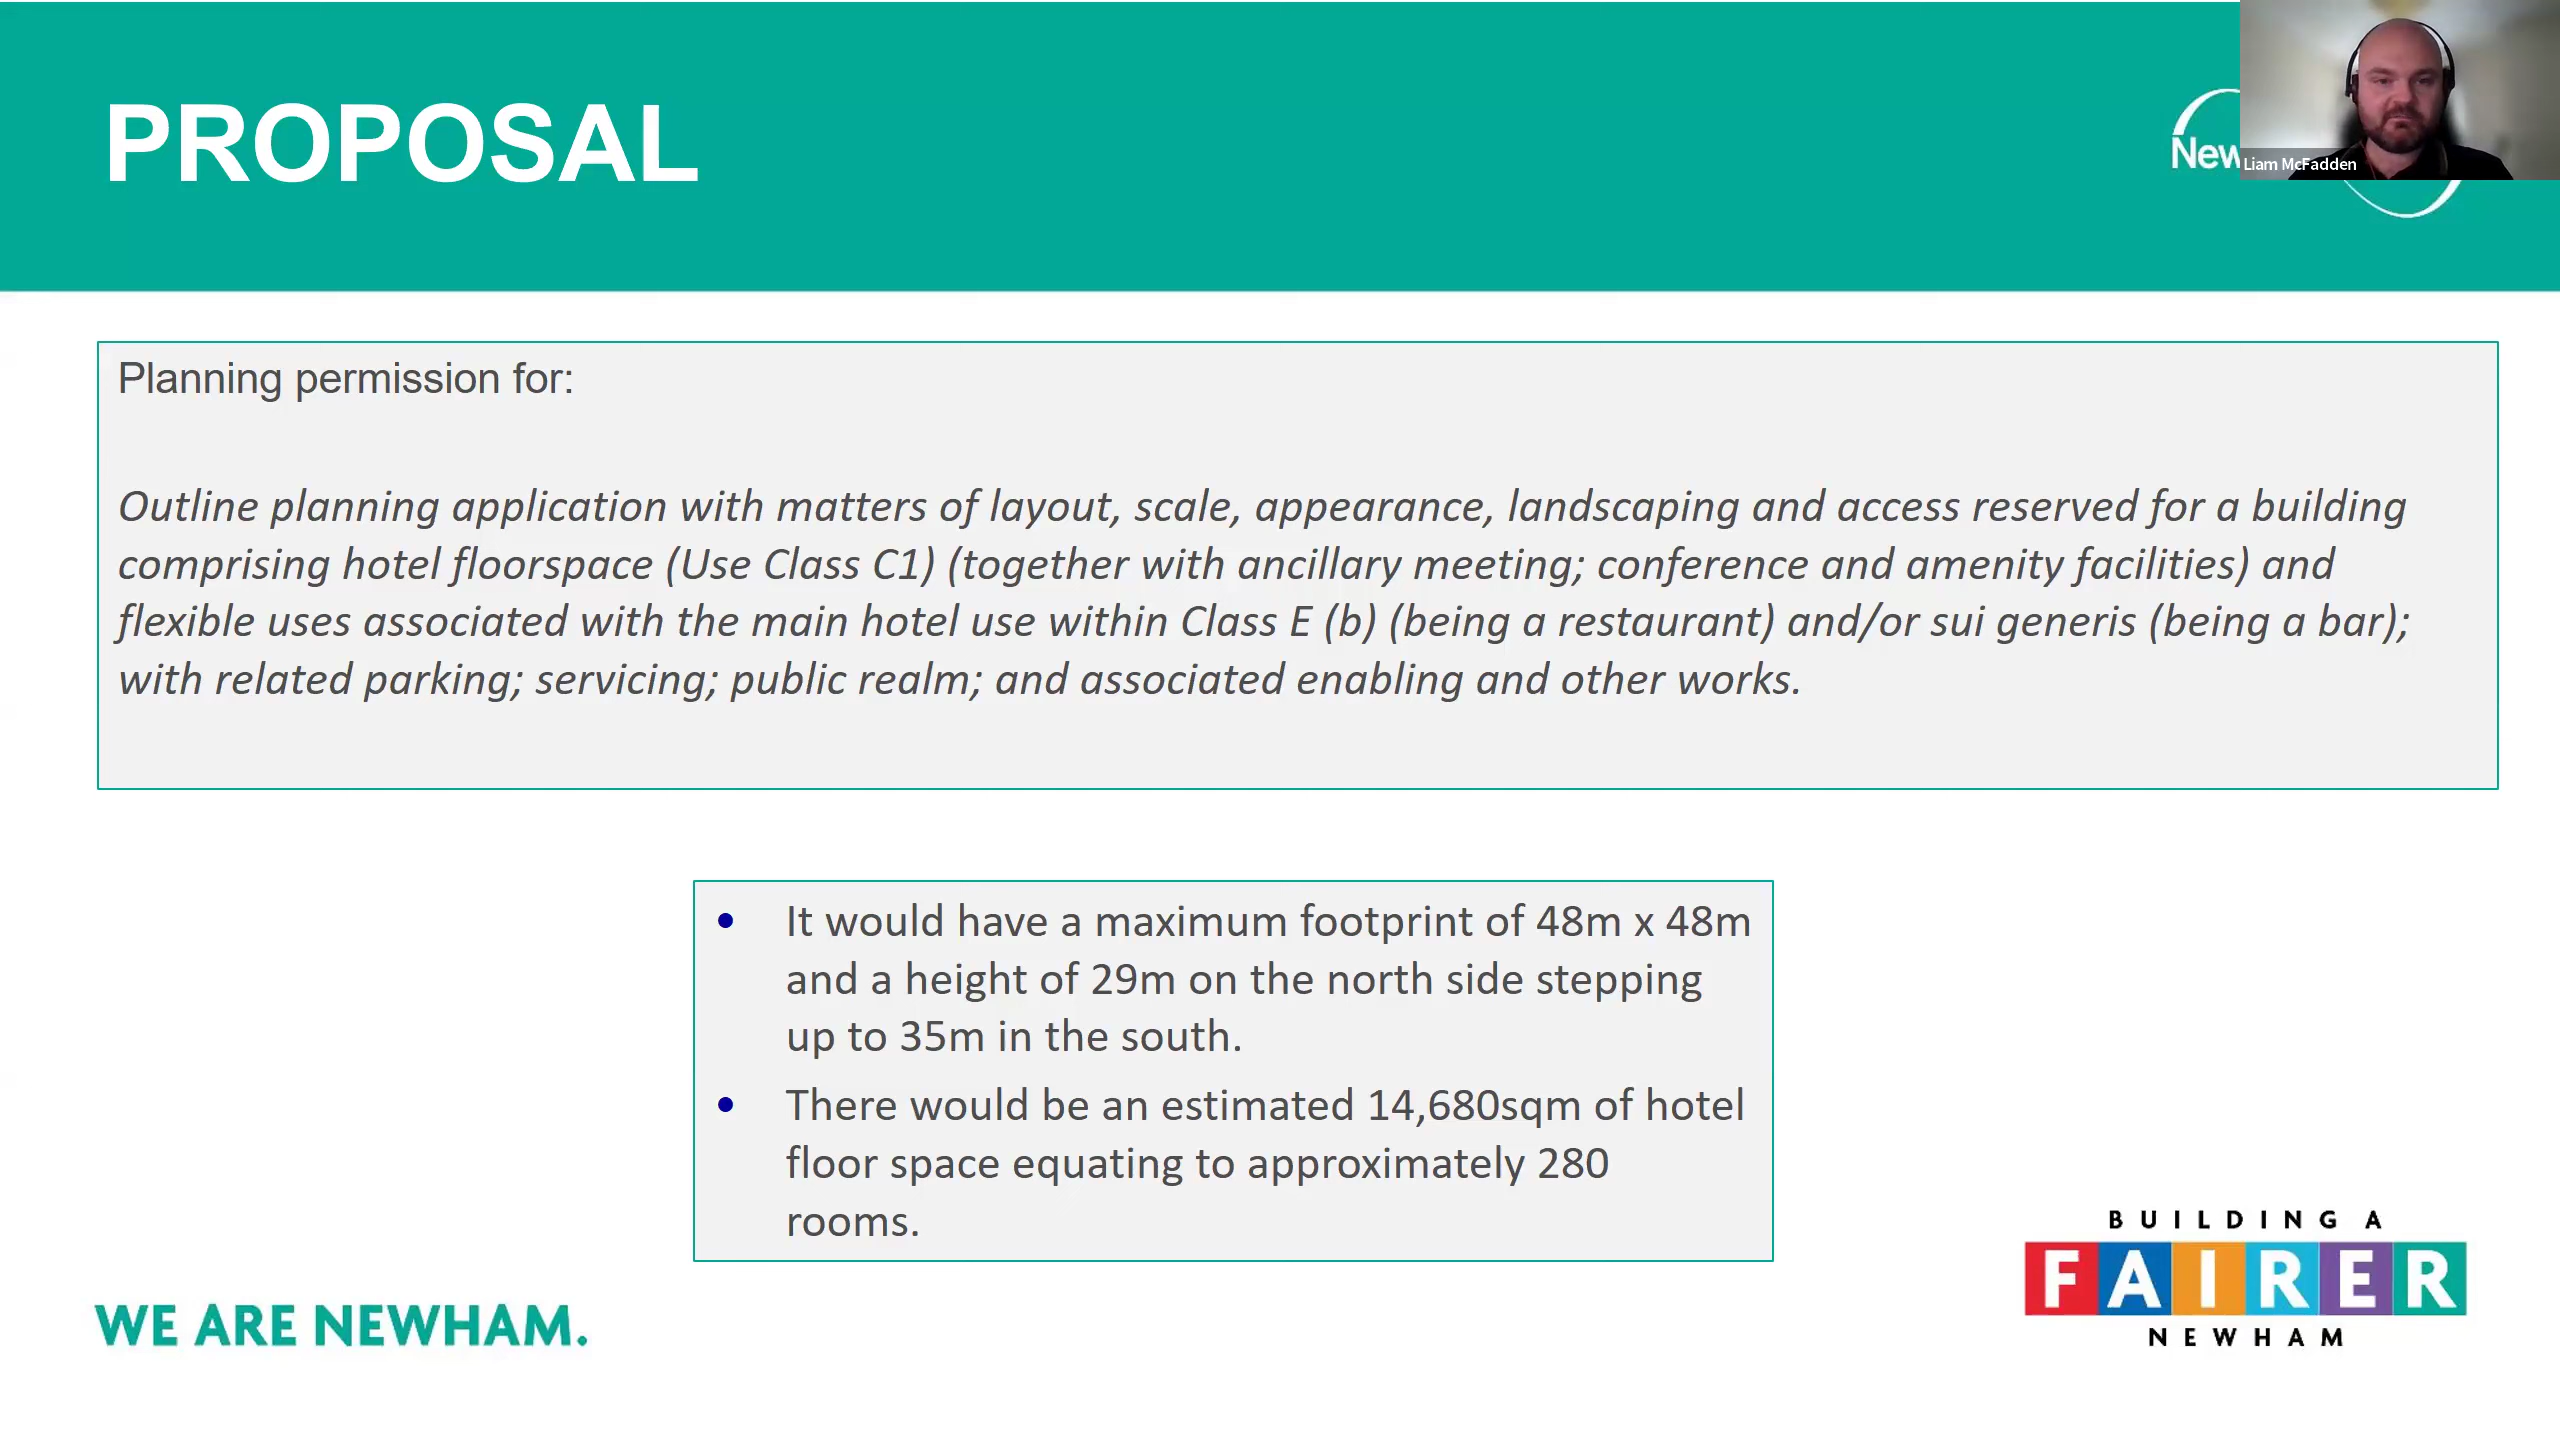 PROPOSAL
New
Liam McFadden
Planning permission for:
Outline planning application with matters of layout, scale, appearance, landscaping and access reserved for a building
comprising hotel floorspace (Use Class C1) (together with ancillary meeting; conference and amenity facilities) and
flexible uses associated with the main hotel use within Class E (b) (being a restaurant) and/or sui generis (being a bar);
with related parking; servicing; public realm; and associated enabling and other works.
• It would have a maximum footprint of 48m x 48m
and a height of 29m on the north side stepping
up to 35m in the south.
• There would be an estimated 14,680sqm of hotel
floor space equating to approximately 280
rooms.
WE ARE NEWHAM.
BUILDING A
FAIRER
NEWHAM